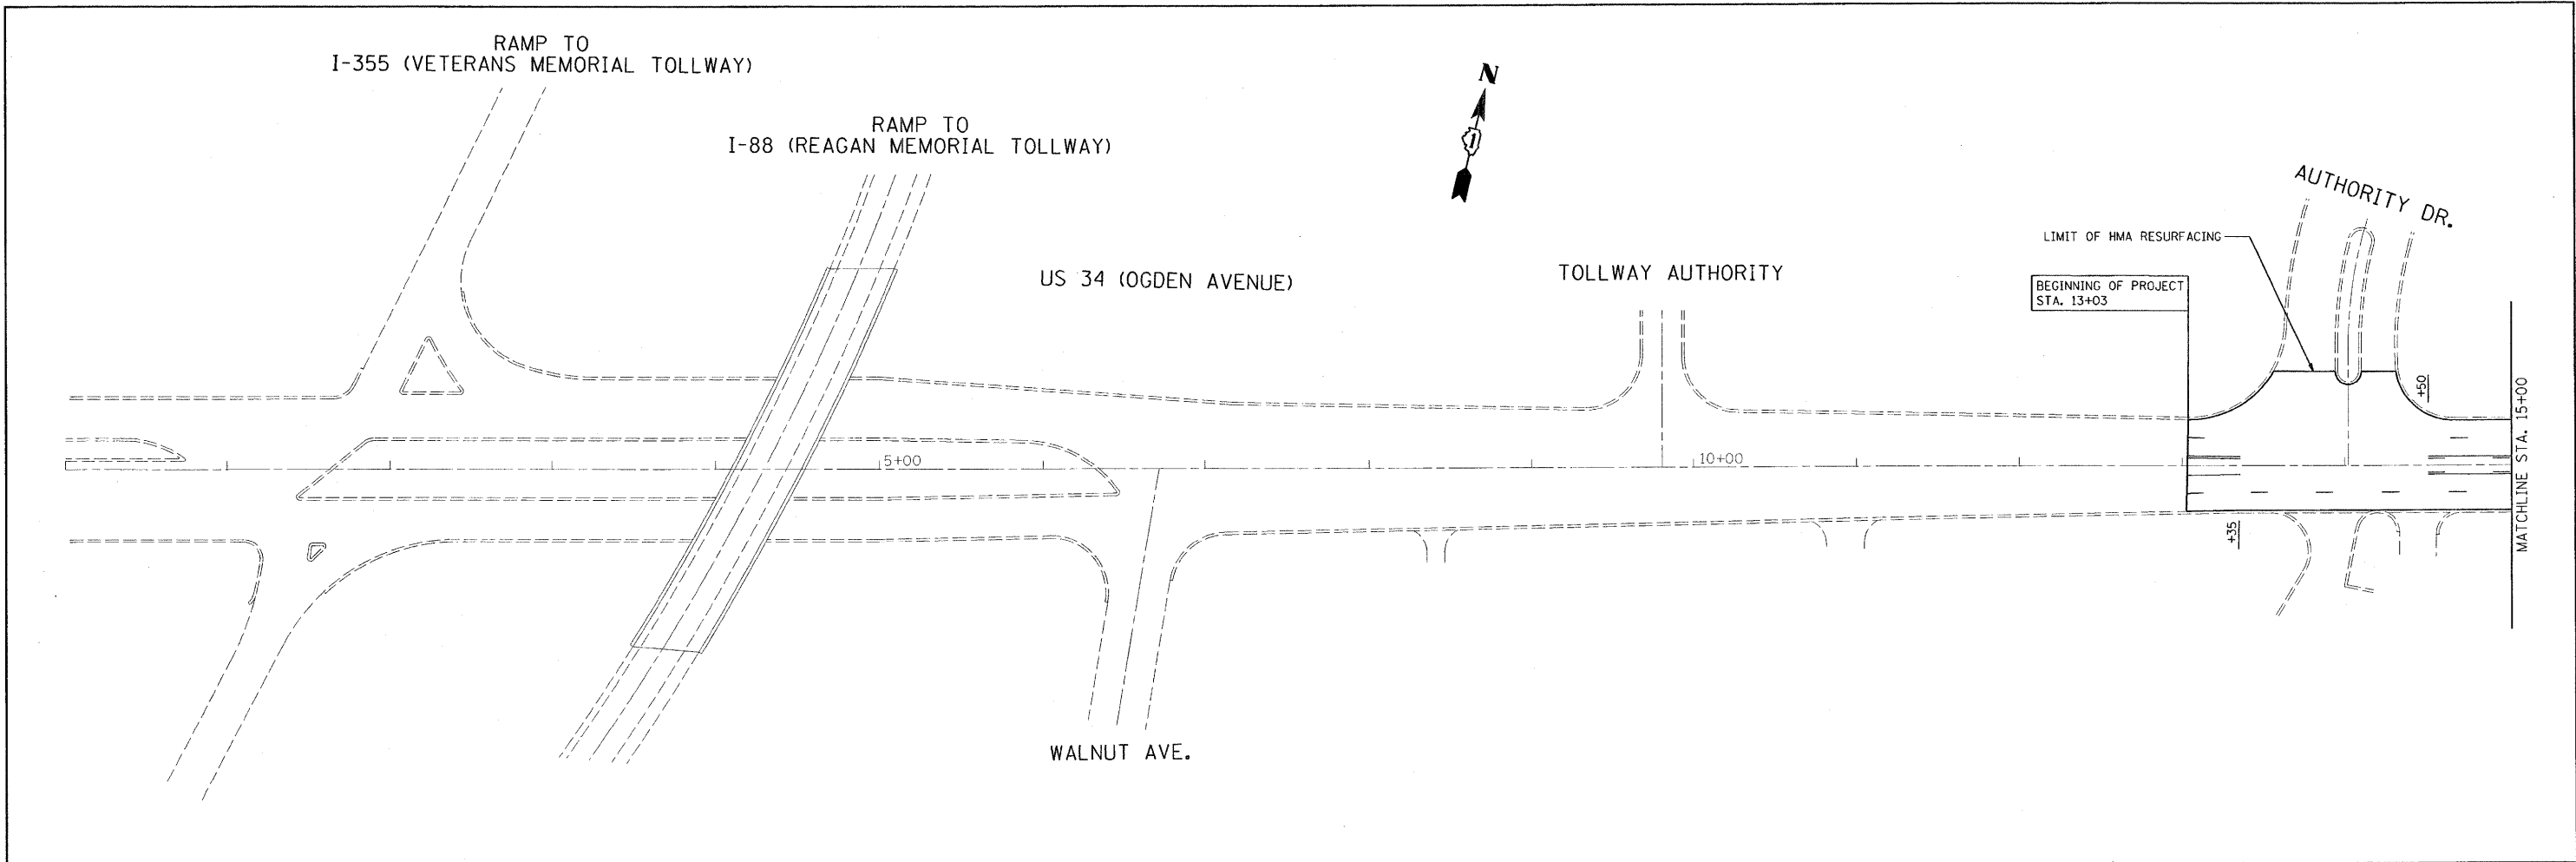 RAMP TO
I-355 (VETERANS MEMORIAL TOLLWAY)
RAMP TO
I-88 (REAGAN MEMORIAL TOLLWAY)
N
1
US 34 (OGDEN AVENUE)
TOLLWAY AUTHORITY
AUTHORITY DR.
LIMIT OF HMA RESURFACING
BEGINNING OF PROJECT
STA. 13+03
+50
MATCHLINE STA. 15+00
5+00
10+00
+35
WALNUT AVE.